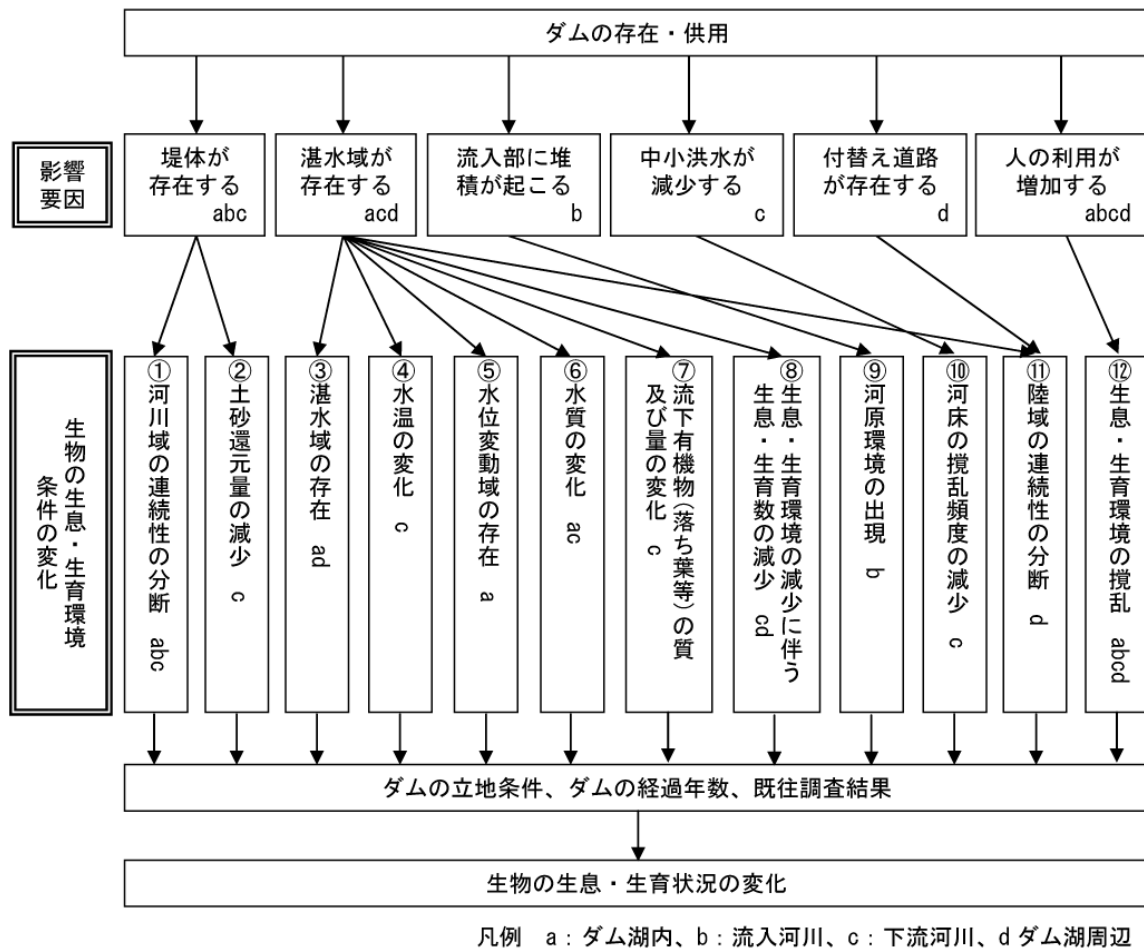 ダムの存在・供用
影響
要因
堤体が
存在する
abc
湛水域が
存在する
acd
流入部に堆
積が起こる
b
中小洪水が
減少する
c
付替え道路
が存在する
d
人の利用が
増加する
abcd
生物の生息・生育環境
条件の変化
①河川域の連続性の分断 abc
②土砂還元量の減少 c
③湛水域の存在 ad
④水温の変化 c
⑤水位変動域の存在 a
⑥水質の変化 ac
⑦流下有機物(落ち葉等)の質
及び量の変化 c
⑧生息・生育環境の減少に伴う
生息・生育数の減少 cd
⑨河原環境の出現 b
⑩河床の撹乱頻度の減少 c
⑪陸域の連続性の分断 d
⑫生息・生育環境の撹乱 abcd
ダムの立地条件、ダムの経過年数、既往調査結果
生物の生息・生育状況の変化
凡例 a：ダム湖内、b：流入河川、c：下流河川、d ダム湖周辺